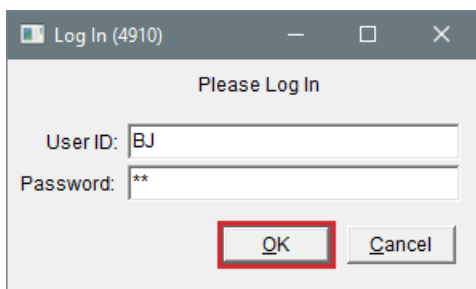 Log In (4910)
Please Log In
User ID: BJ
Password: **
OK Cancel